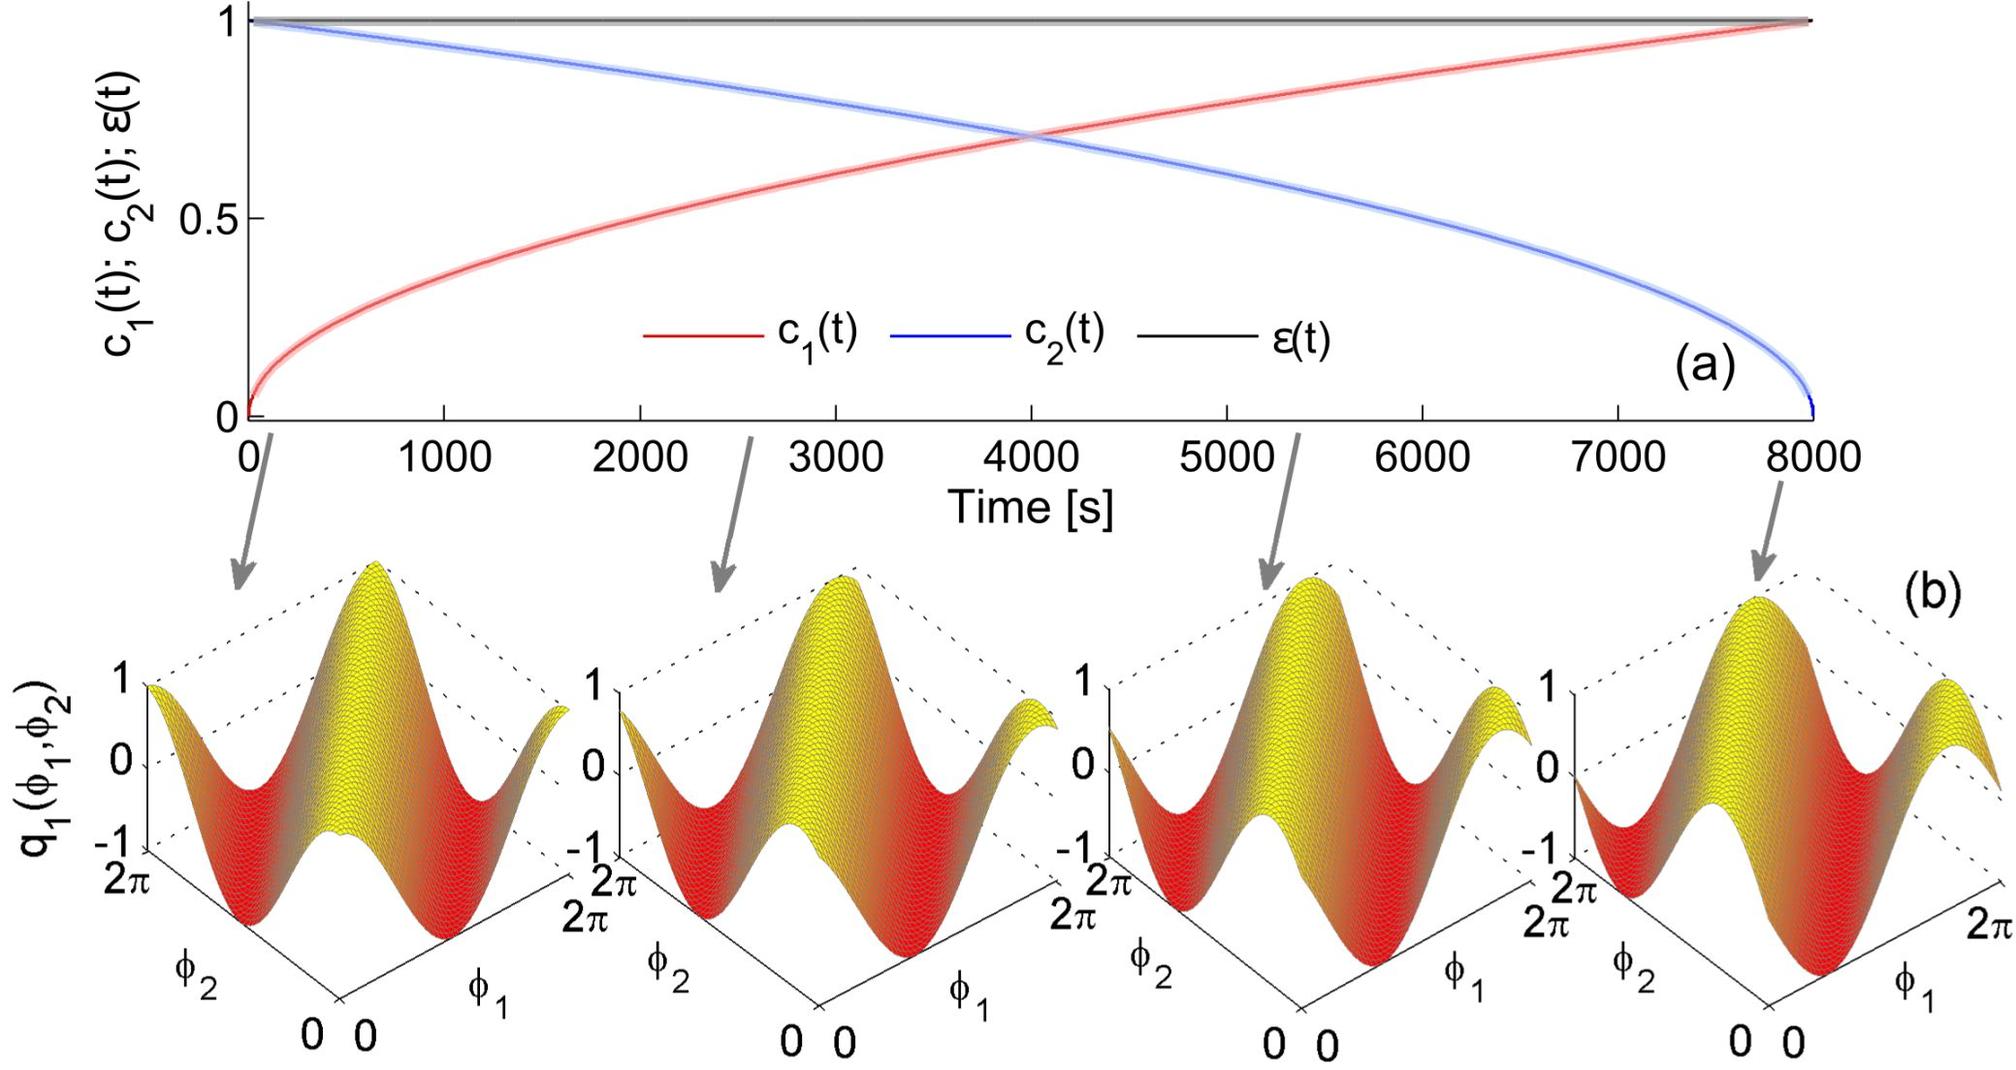 c1(t); c2(t); ε(t)
1
0.5
0
c1(t) c2(t) ε(t)
(a)
0 1000 2000 3000 4000 5000 6000 7000 8000
Time [s]
(b)
q1(ϕ1,ϕ2)
1 1 1 1
0 0 0 0
-1 -1 -1 -1
2π 2π 2π 2π
2π 2π 2π 2π
ϕ2 ϕ1 ϕ2 ϕ1 ϕ2 ϕ1 ϕ2 ϕ1
0 0 0 0 0 0 0 0